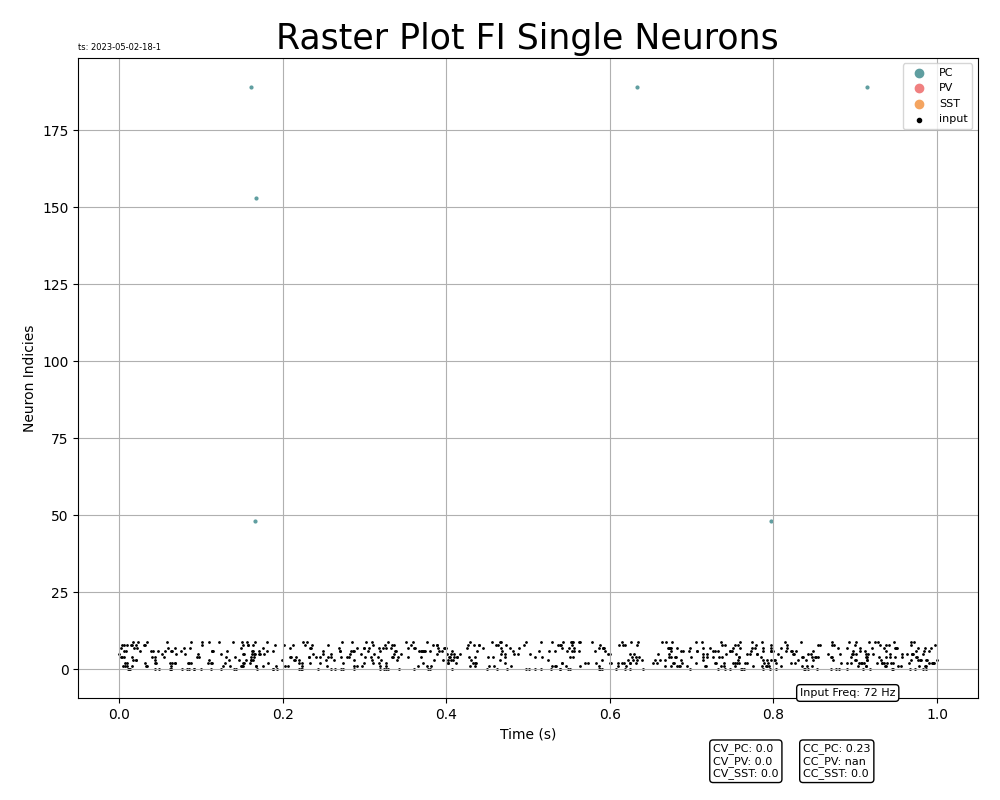 Raster Plot FI Single Neurons
ts: 2023-05-02-18-1
PC
PV
SST
input
175
150
125
100
75
50
25
0
Neuron Indicies
0.0 0.2 0.4 0.6 0.8 1.0
Time (s)
Input Freq: 72 Hz
CV_PC: 0.0
CV_PV: 0.0
CV_SST: 0.0
CC_PC: 0.23
CC_PV: nan
CC_SST: 0.0